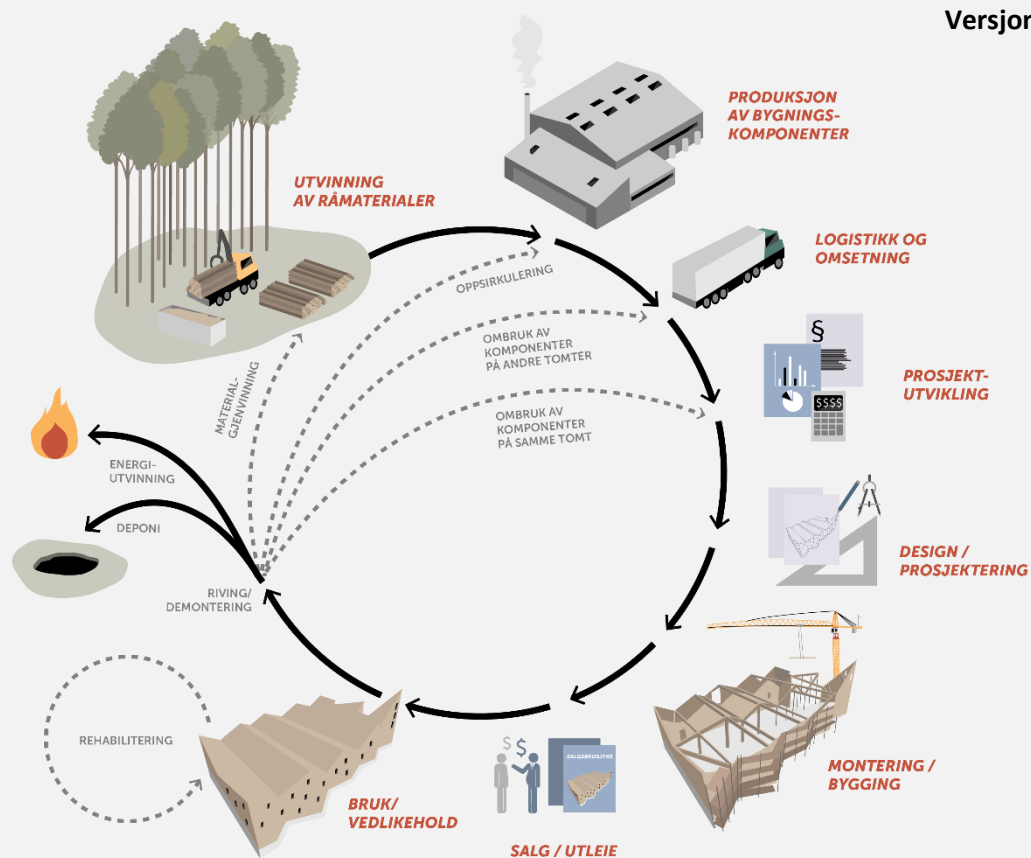 Versjon
PRODUKSJON
AV BYGNINGS-
KOMPONENTER
UTVINNING
AV RÅMATERIALER
LOGISTIKK OG
OMSETNING
OPPSIRKULERING
OMBRUK AV
KOMPONENTER
PÅ ANDRE TOMTER
§
$$$$
PROSJEKT-
UTVIKLING
MATERIAL-
GJENVINNING
OMBRUK AV
KOMPONENTER
PÅ SAMME TOMT
ENERGI-
UTVINNING
DEPONI
DESIGN /
PROSJEKTERING
RIVING/
DEMONTERING
REHABILITERING
BRUK/
VEDLIKEHOLD
$ $
SALGSBROSJYRE
SALG / UTLEIE
MONTERING /
BYGGING